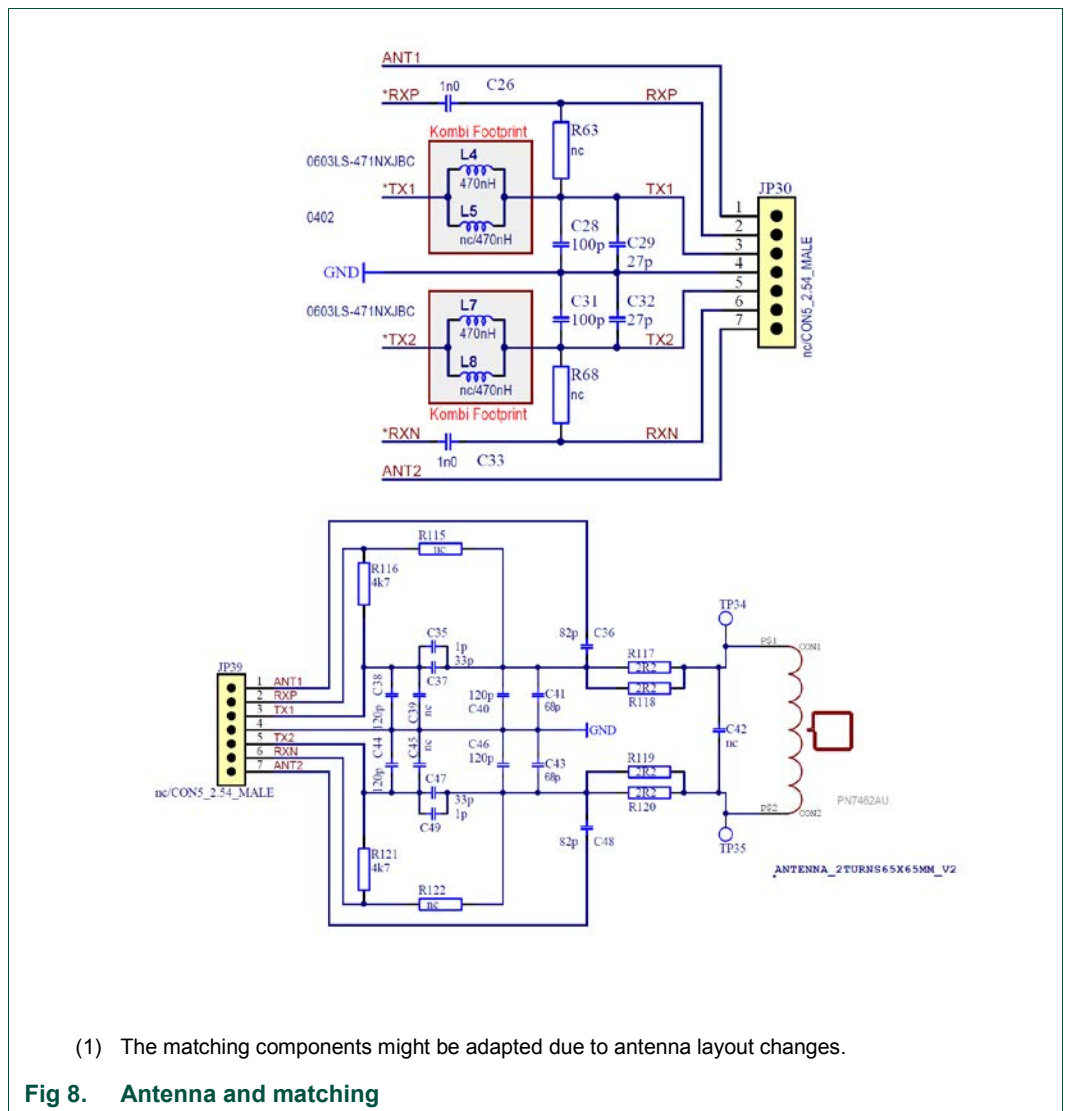 ANT1
1n0 C26
*RXP RXP
Kombi Footprint
R63
nc
0603LS-471NXJBC
L4
470nH
*TX1 TX1
JP30
0402
L5
nc/470nH
C28
100p
C29
27p
GND
1
2
3
4
5
6
7
nc/CON5_2.54_MALE
0603LS-471NXJBC
L7
470nH
C31
100p
C32
27p
*TX2 TX2
L8
nc/470nH
Kombi Footprint
R68
nc
*RXN RXN
1n0 C33
ANT2
R115
nc
R116
4k7
TP34
82p C36
PS1
CON1
C35
1p
33p
C37
R117
2R2
2R2
R118
JP39
1 ANT1
2 RXP
3 TX1
4
5 TX2
6 RXN
7 ANT2
nc/CON5_2.54_MALE
C38
120p
C39
nc
120p
C40
C41
68p
GND
C42
nc
C44
120p
C45
nc
C46
120p
C43
68p
R119
2R2
2R2
R120
C47
33p
1p
C49
82p C48
PS2
CON2
PN7462AU
TP35
R121
4k7
R122
nc
ANTENNA_2TURNS65X65MM_V2
(1) The matching components might be adapted due to antenna layout changes.
Fig 8. Antenna and matching